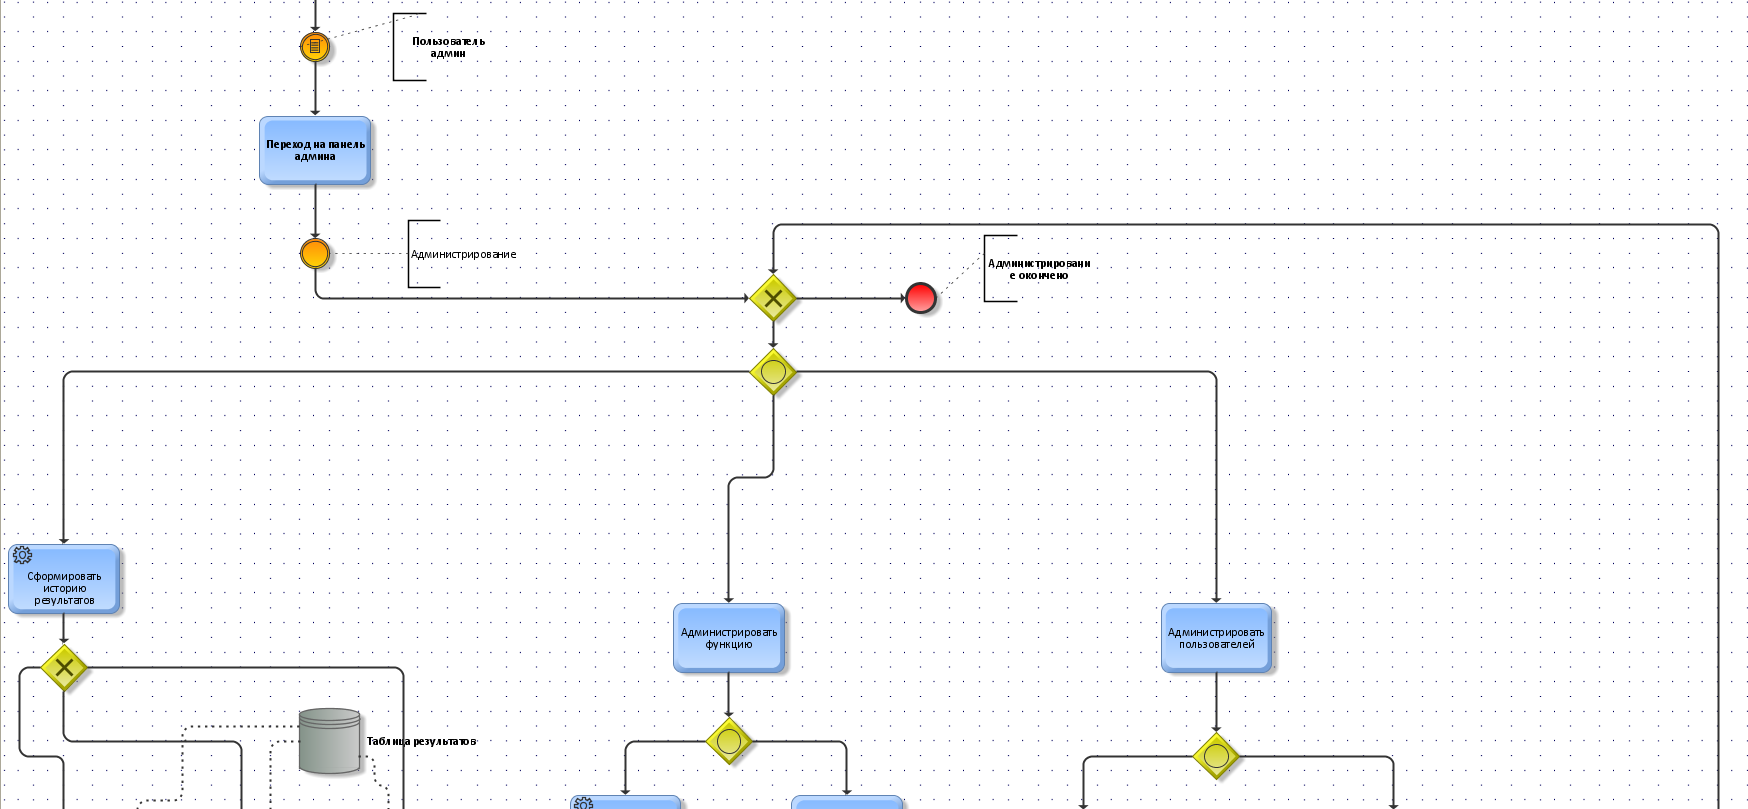 Пользователь
админ
Переход на панель
админа
Администрирование
Администрировани
е окончено
Сформировать
историю
результатов
Администрировать
функцию
Администрировать
пользователей
Таблица результатов